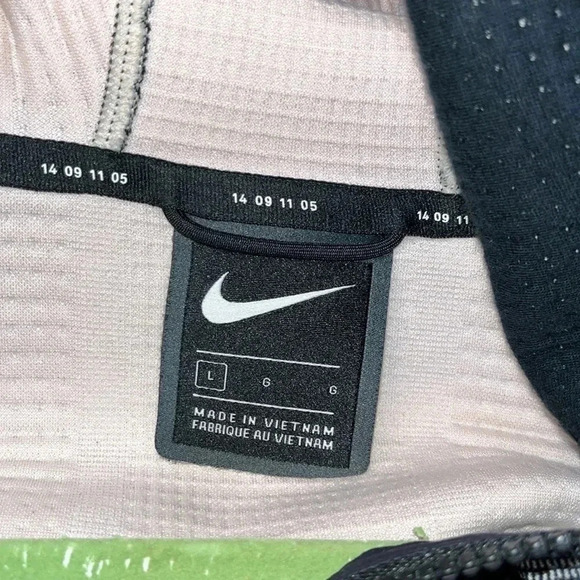 14 09 11 05 14 09 11 05 14 09 11
L G G
MADE IN VIETNAM
FABRIQUE AU VIETNAM